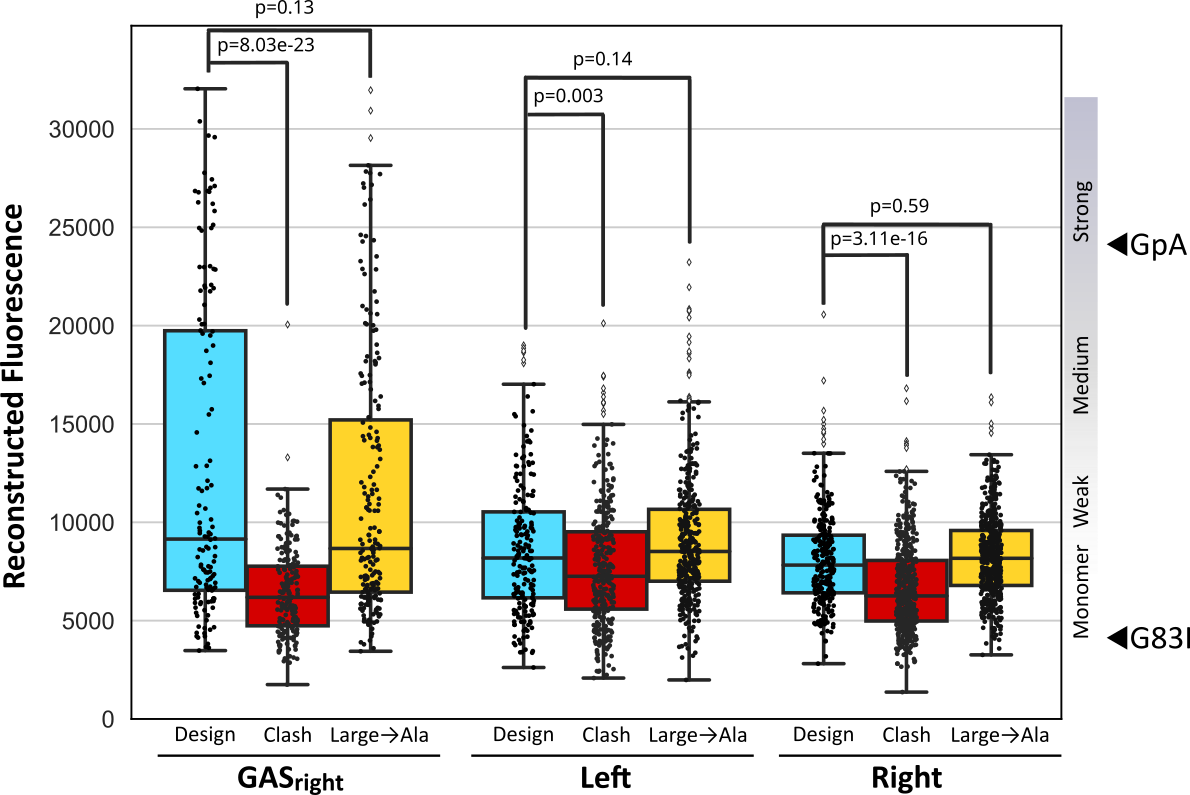 p=0.13
p=8.03e-23
p=0.14
p=0.003
p=0.59
p=3.11e-16
Reconstructed Fluorescence
30000
25000
20000
15000
10000
5000
0
Strong
Medium
Weak
Monomer
◀GpA
◀G83I
Design Clash Large→Ala Design Clash Large→Ala Design Clash Large→Ala
GASright Left Right